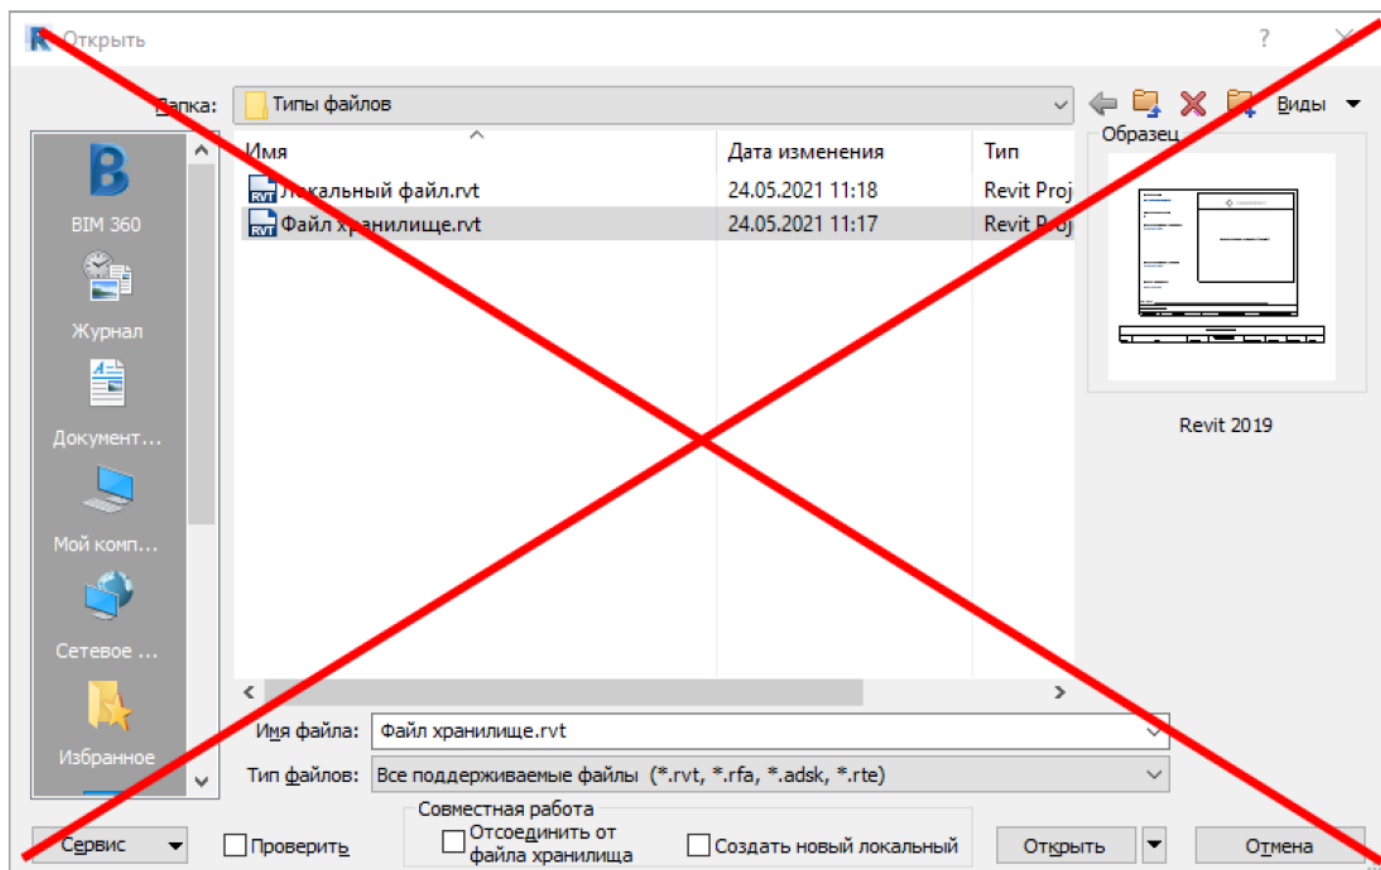 Открыть
?
Папка:
Типы файлов
Виды
Имя
Дата изменения
Тип
Образец
Локальный файл.rvt
24.05.2021 11:18
Revit Proj
Файл хранилище.rvt
24.05.2021 11:17
Revit Proj
BIM 360
Журнал
Документ...
Мой комп...
Сетевое ...
Избранное
Revit 2019
Имя файла:
Файл хранилище.rvt
Тип файлов:
Все поддерживаемые файлы (*.rvt, *.rfa, *.adsk, *.rte)
Совместная работа
Сервис
Проверить
Отсоединить от
файла хранилища
Создать новый локальный
Открыть
Отмена